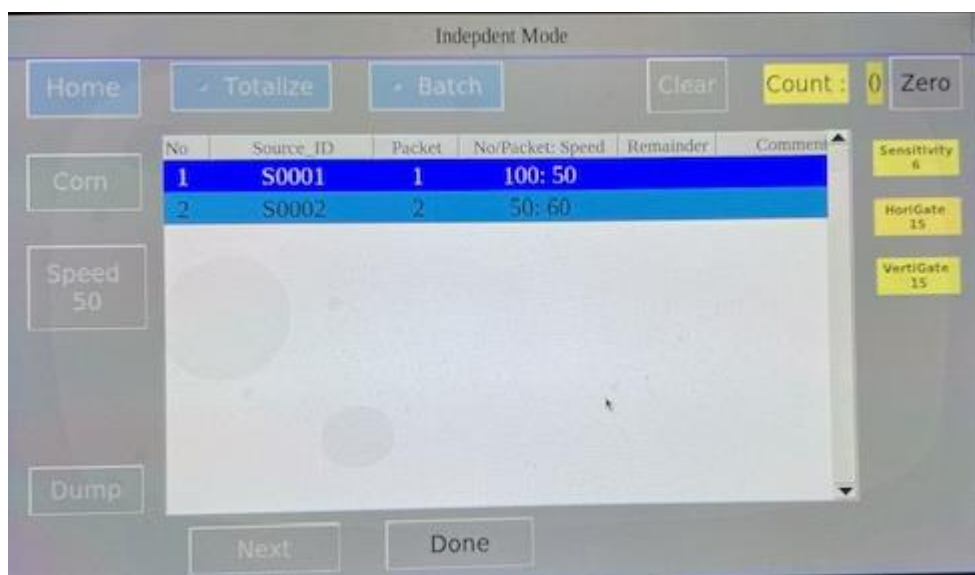 Indepdent Mode
Home Totalize Batch Clear Count : 0 Zero
No Source_ID Packet No/Packet: Speed Remainder Comment
1 S0001 1 100: 50
2 S0002 2 50: 60
Corn
Speed
50
Dump
Sensitivity
6
HoriGate
15
VertiGate
15
Next Done